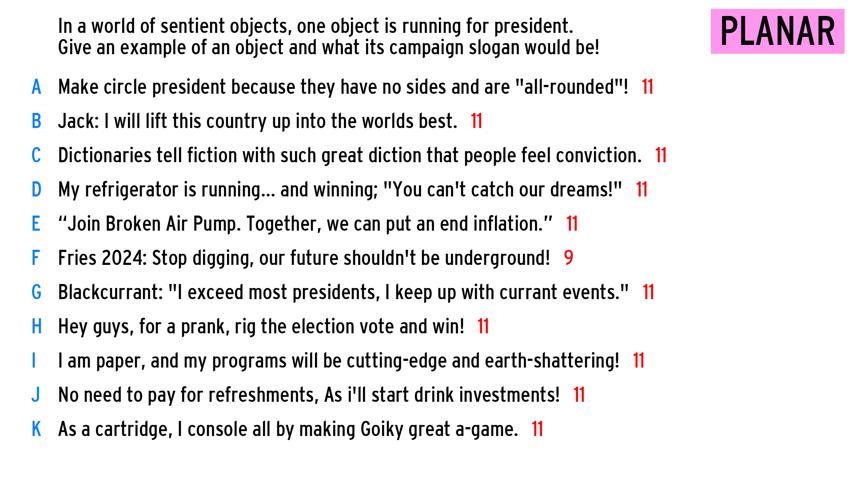 In a world of sentient objects, one object is running for president.
Give an example of an object and what its campaign slogan would be!
PLANAR
A Make circle president because they have no sides and are "all-rounded"! 11
B Jack: I will lift this country up into the worlds best. 11
C Dictionaries tell fiction with such great diction that people feel conviction. 11
D My refrigerator is running... and winning; "You can't catch our dreams!" 11
E “Join Broken Air Pump. Together, we can put an end inflation.” 11
F Fries 2024: Stop digging, our future shouldn't be underground! 9
G Blackcurrant: "I exceed most presidents, I keep up with currant events." 11
H Hey guys, for a prank, rig the election vote and win! 11
I I am paper, and my programs will be cutting-edge and earth-shattering! 11
J No need to pay for refreshments, As i'll start drink investments! 11
K As a cartridge, I console all by making Goiky great a-game. 11